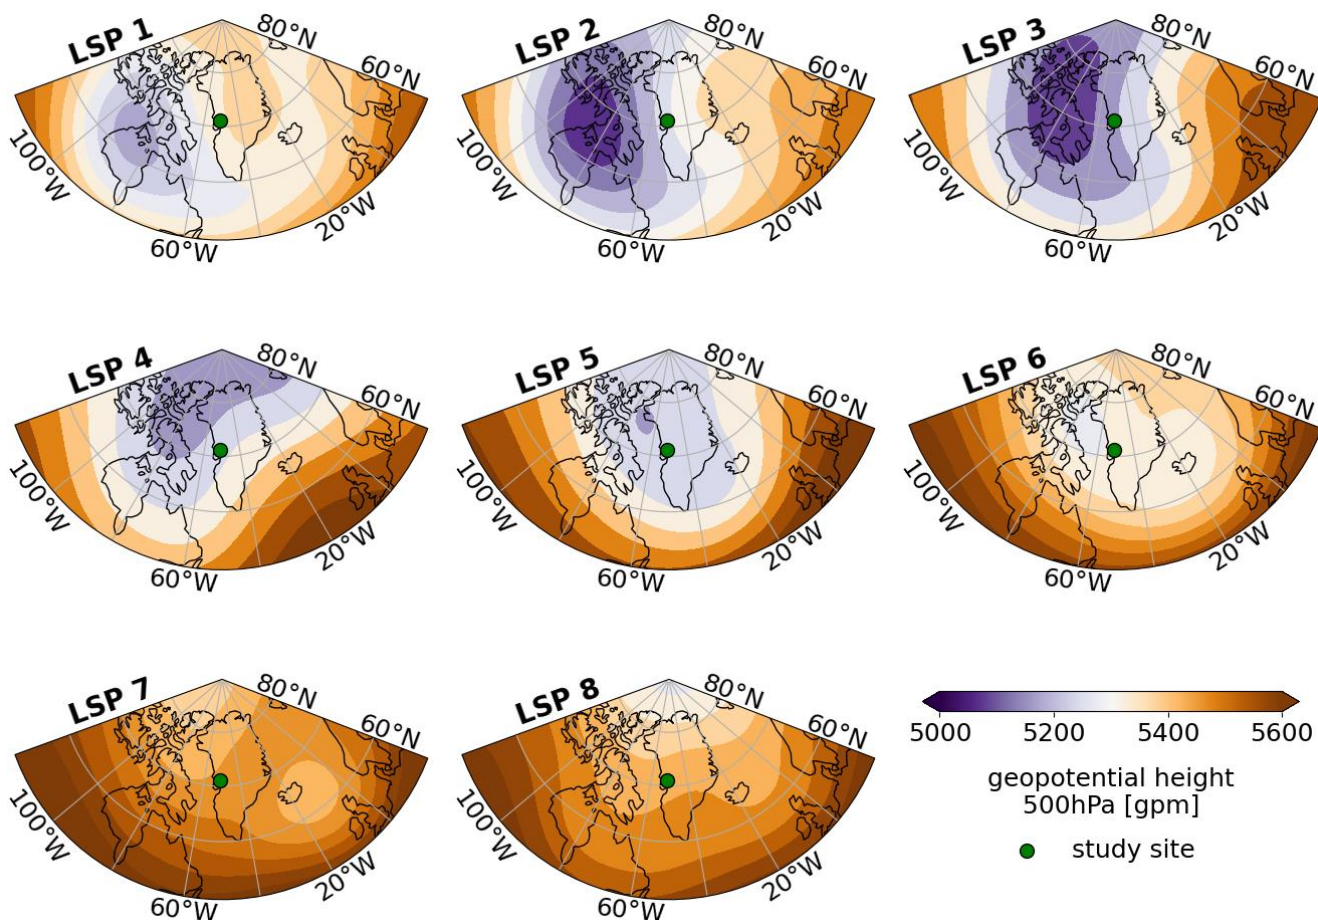 LSP 1
80°N
60°N
100°W
60°W
20°W
LSP 2
80°N
60°N
100°W
60°W
20°W
LSP 3
80°N
60°N
100°W
60°W
20°W
LSP 4
80°N
60°N
100°W
60°W
20°W
LSP 5
80°N
60°N
100°W
60°W
20°W
LSP 6
80°N
60°N
100°W
60°W
20°W
LSP 7
80°N
60°N
100°W
60°W
20°W
LSP 8
80°N
60°N
100°W
60°W
20°W
5000 5200 5400 5600
geopotential height
500hPa [gpm]
study site